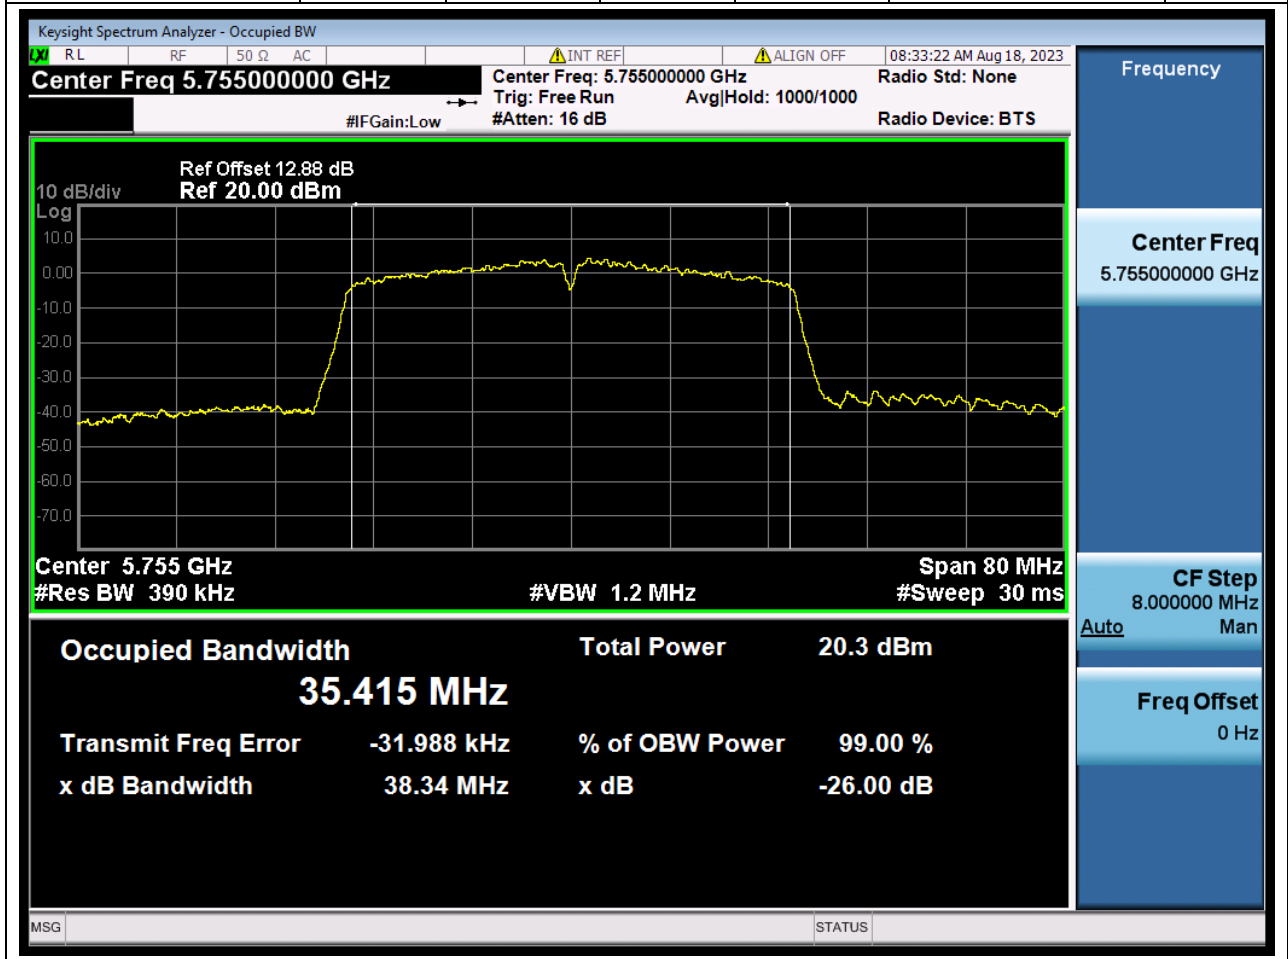 Keysight Spectrum Analyzer - Occupied BW
LXI RL RF 50 Ω AC INT REF ALIGN OFF 08:33:22 AM Aug 18, 2023
Center Freq 5.755000000 GHz
Center Freq: 5.755000000 GHz
Radio Std: None
Trig: Free Run
Avg|Hold: 1000/1000
#IFGain:Low
#Atten: 16 dB
Radio Device: BTS
Ref Offset 12.88 dB
10 dB/div
Ref 20.00 dBm
Log
10.0
0.00
-10.0
-20.0
-30.0
-40.0
-50.0
-60.0
-70.0
Center 5.755 GHz
Span 80 MHz
#Res BW 390 kHz
#VBW 1.2 MHz
#Sweep 30 ms
Occupied Bandwidth
Total Power 20.3 dBm
35.415 MHz
Transmit Freq Error -31.988 kHz
% of OBW Power 99.00 %
x dB Bandwidth 38.34 MHz
x dB -26.00 dB
MSG
STATUS
Frequency
Center Freq
5.755000000 GHz
CF Step
8.000000 MHz
Auto Man
Freq Offset
0 Hz